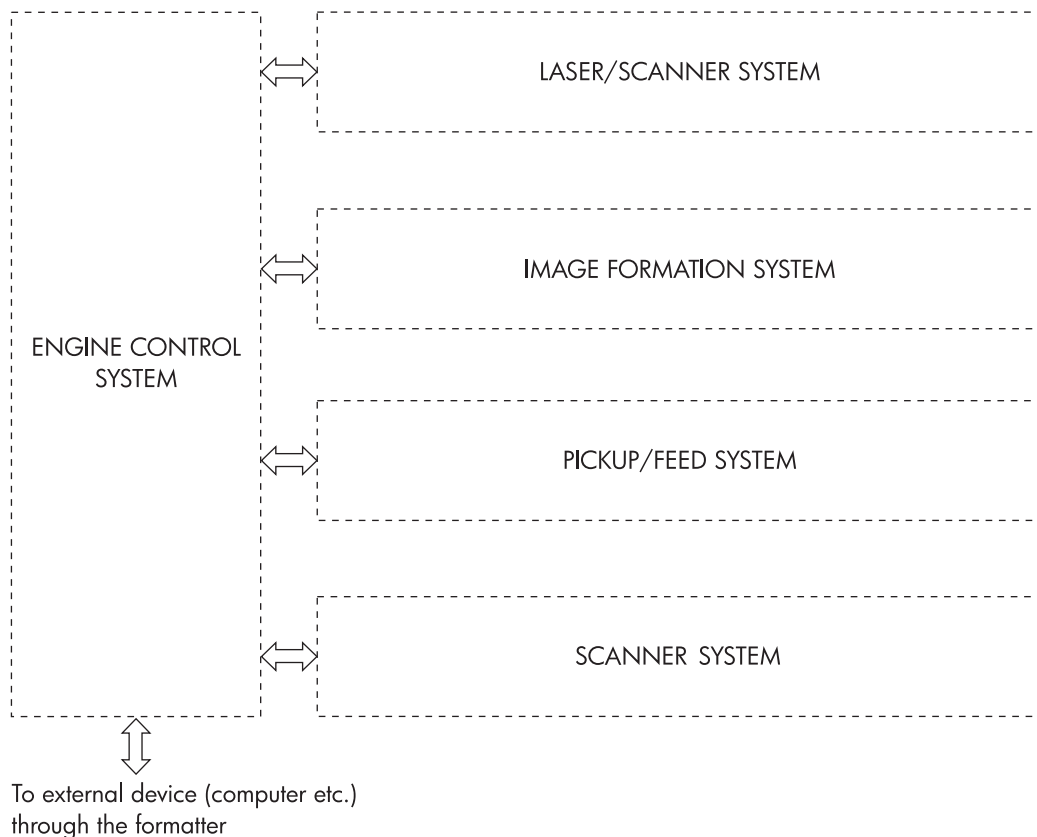 LASER/SCANNER SYSTEM
IMAGE FORMATION SYSTEM
ENGINE CONTROL
SYSTEM
PICKUP/FEED SYSTEM
SCANNER SYSTEM
To external device (computer etc.)
through the formatter